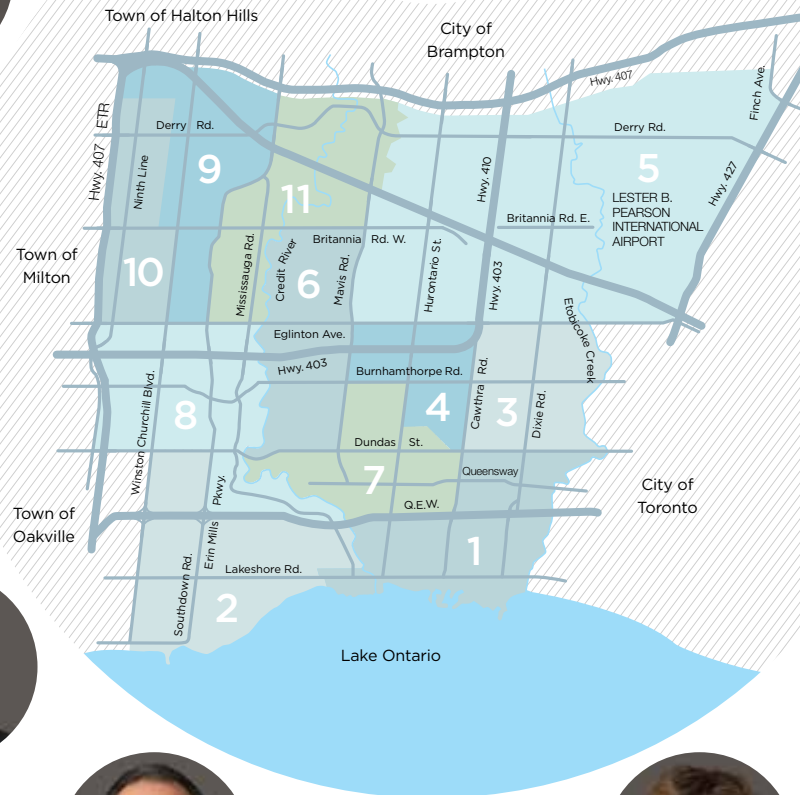 Town of Halton Hills
City of
Brampton
Hwy. 407
Finch Ave.
Hwy. 407
ETR
Derry Rd.
Derry Rd.
Ninth Line
9
11
Hwy. 410
5
LESTER B.
PEARSON
INTERNATIONAL
AIRPORT
Hwy. 427
Britannia Rd. E.
Britannia Rd. W.
Town of
Milton
10
Mississauga Rd.
Credit River
6
Mavis Rd.
Hurontario St.
Hwy. 403
Etobicoke Creek
Eglinton Ave.
Hwy. 403
Burnhamthorpe Rd.
Cawthra Rd.
Winston Churchill Blvd.
8
4
3
Dixie Rd.
Dundas St.
7
Queensway
Q.E.W.
City of
Toronto
Town of
Oakville
Erin Mills Pkwy.
1
Southdown Rd.
Lakeshore Rd.
2
Lake Ontario